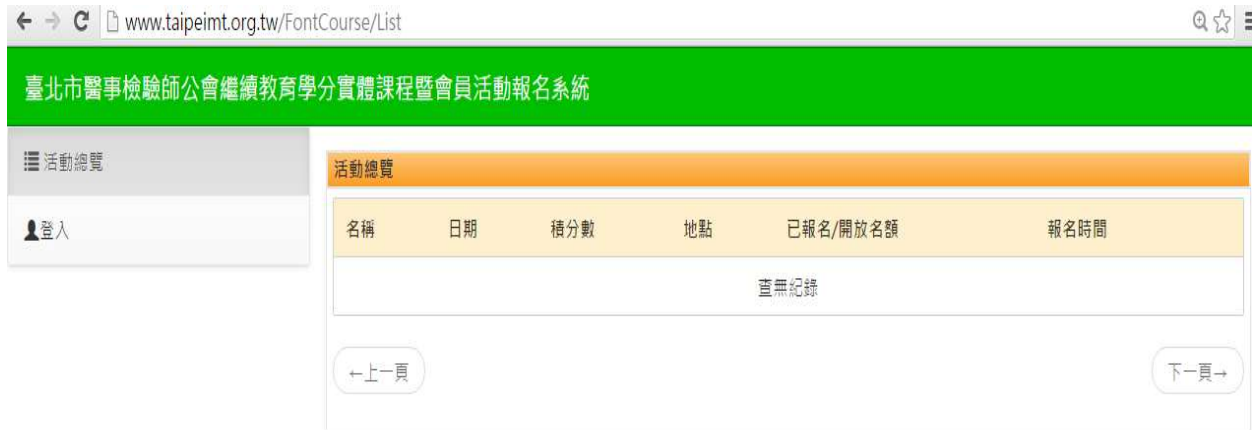 www.taipeimt.org.tw/FontCourse/List
臺北市醫事檢驗師公會繼續教育學分實體課程暨會員活動報名系統
活動總覽
登入
活動總覽
名稱 日期 積分數 地點 已報名/開放名額 報名時間
查無紀錄
←上一頁 下一頁→